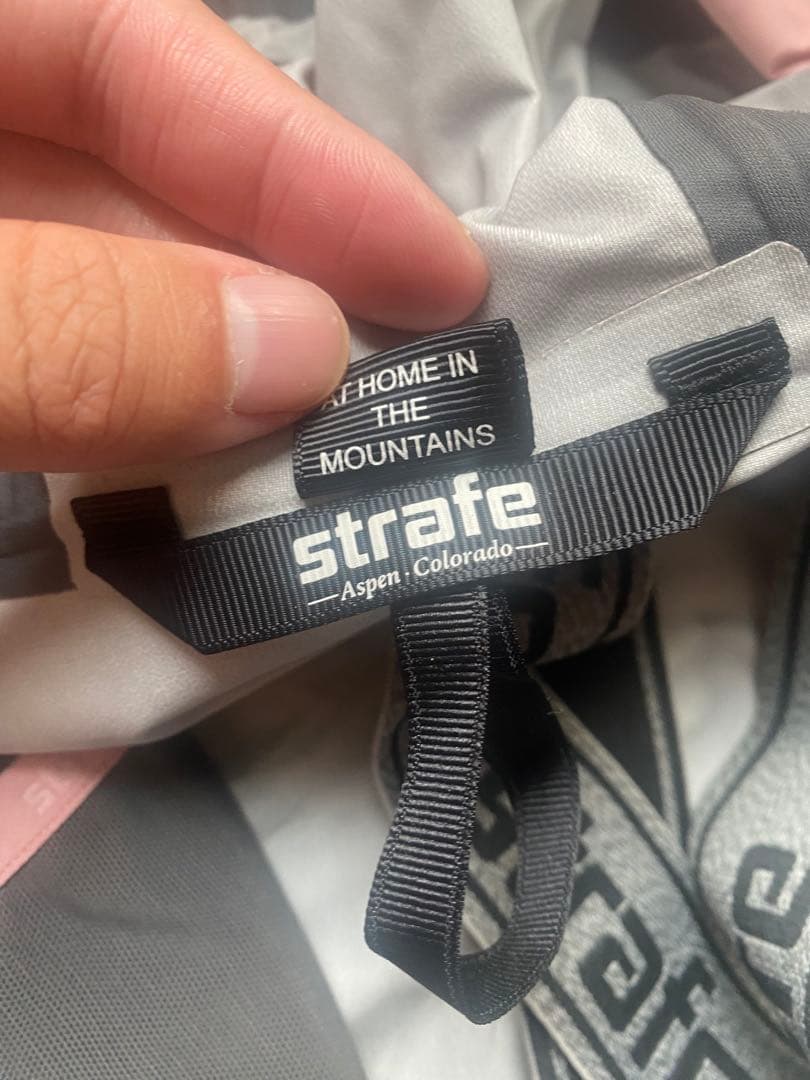 AT HOME IN
THE
MOUNTAINS
strafe
Aspen · Colorado